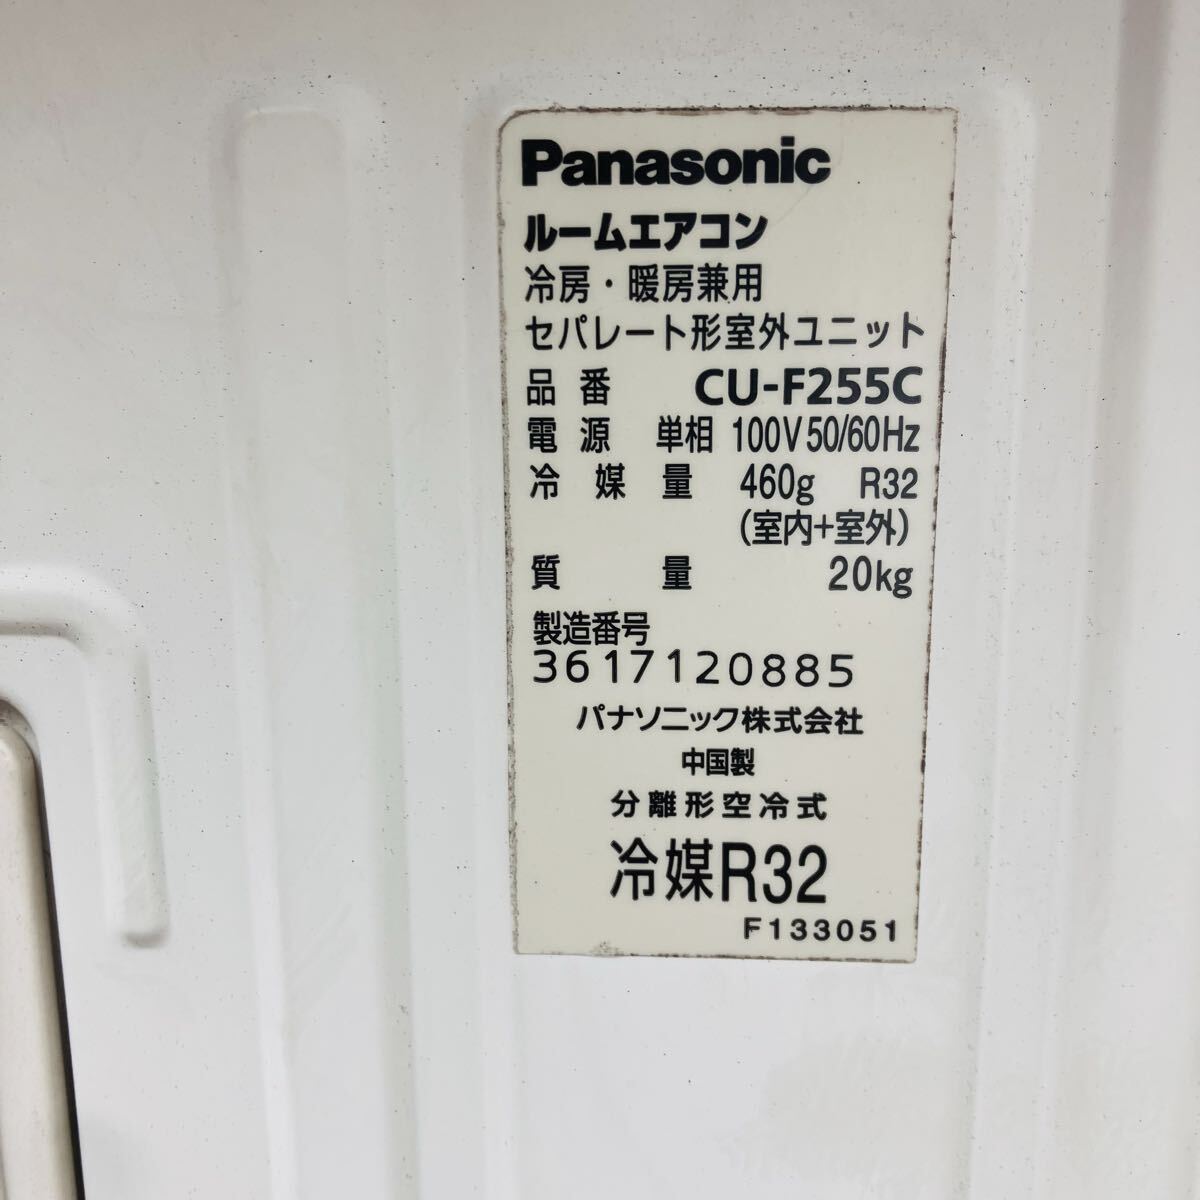 Panasonic
ルームエアコン
冷房・暖房兼用
セパレート形室外ユニット
品番 CU-F255C
電源 単相 100V 50/60Hz
冷媒量 460g R32
(室内+室外)
質量 20kg
製造番号
3617120885
パナソニック株式会社
中国製
分離形空冷式
冷媒R32
F133051